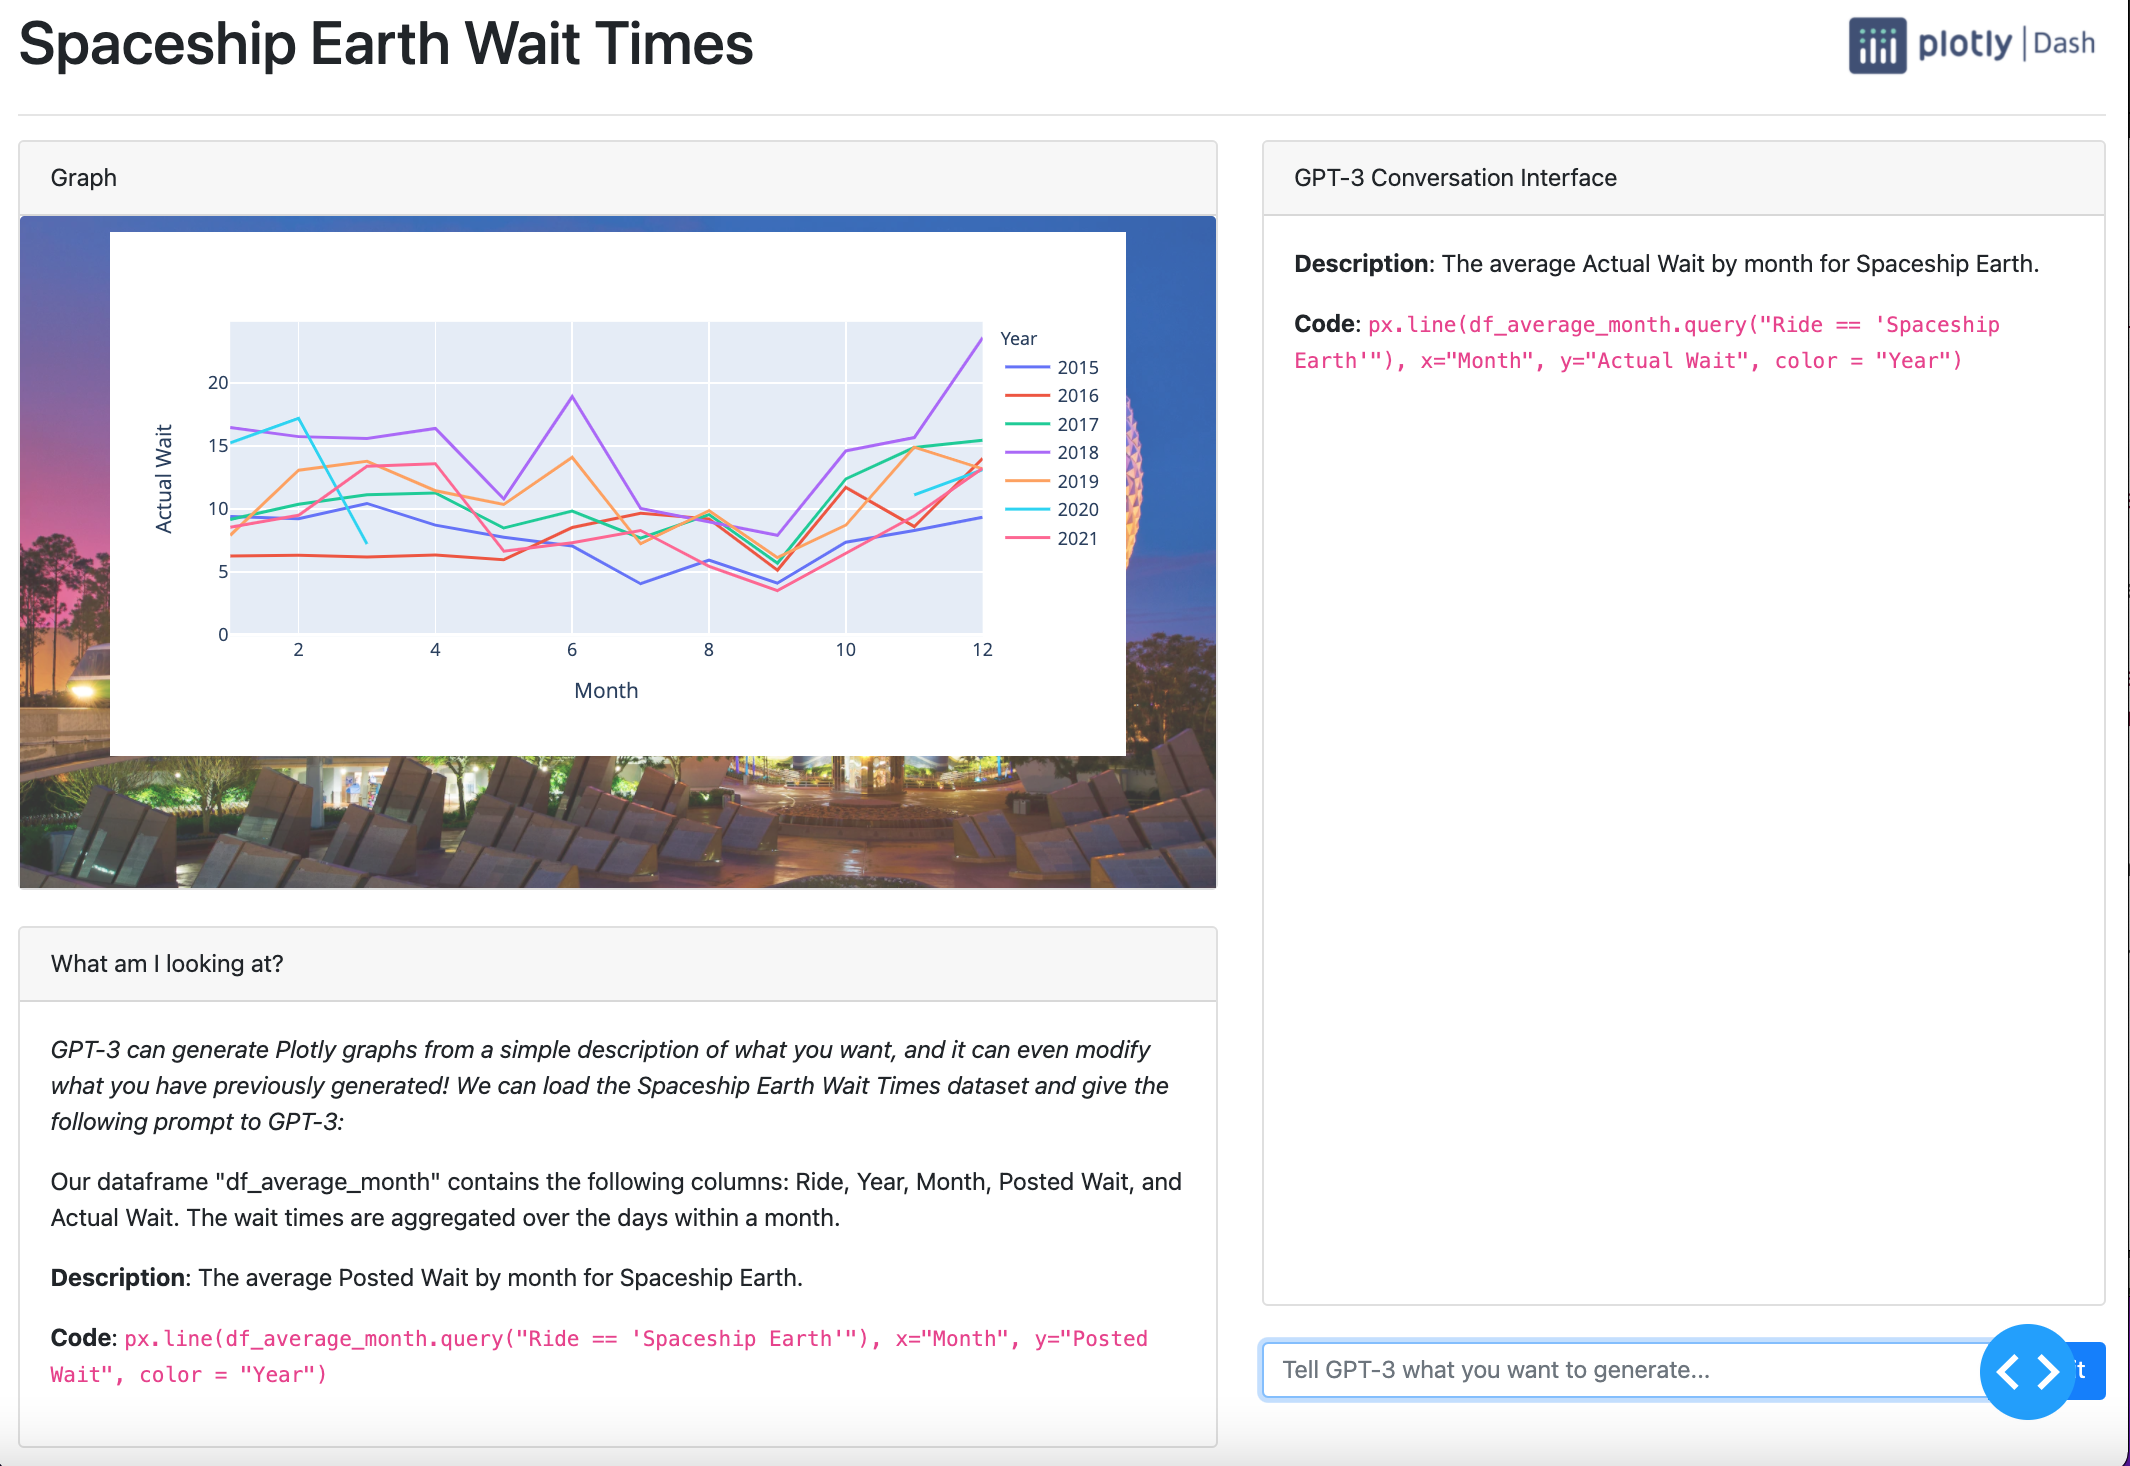 Spaceship Earth Wait Times
plotly | Dash
Graph
Year
2015
2016
2017
2018
2019
2020
2021
Actual Wait
20
15
10
5
0
2 4 6 8 10 12
Month
What am I looking at?
GPT-3 can generate Plotly graphs from a simple description of what you want, and it can even modify
what you have previously generated! We can load the Spaceship Earth Wait Times dataset and give the
following prompt to GPT-3:
Our dataframe "df_average_month" contains the following columns: Ride, Year, Month, Posted Wait, and
Actual Wait. The wait times are aggregated over the days within a month.
Description: The average Posted Wait by month for Spaceship Earth.
Code: px.line(df_average_month.query("Ride == 'Spaceship Earth'"), x="Month", y="Posted
Wait", color = "Year")
GPT-3 Conversation Interface
Description: The average Actual Wait by month for Spaceship Earth.
Code: px.line(df_average_month.query("Ride == 'Spaceship
Earth'"), x="Month", y="Actual Wait", color = "Year")
Tell GPT-3 what you want to generate...